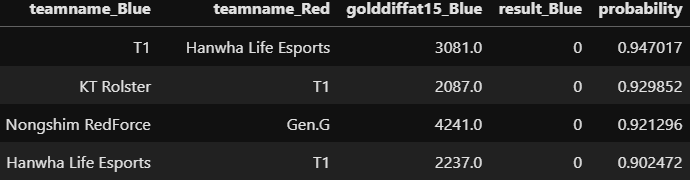 teamname_Blue teamname_Red golddiffat15_Blue result_Blue probability
T1 Hanwha Life Esports 3081.0 0 0.947017
KT Rolster T1 2087.0 0 0.929852
Nongshim RedForce Gen.G 4241.0 0 0.921296
Hanwha Life Esports T1 2237.0 0 0.902472